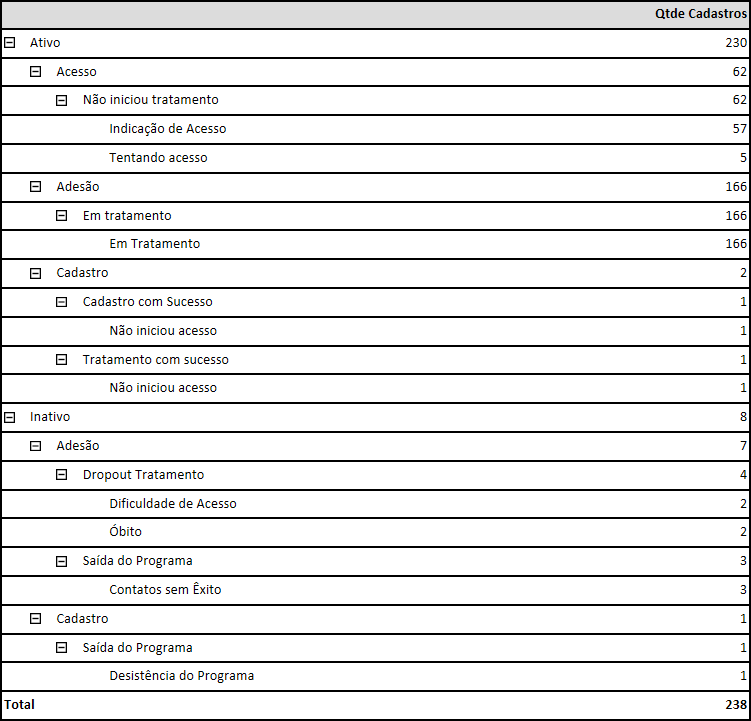 Qtde Cadastros
Ativo 230
Acesso 62
Não iniciou tratamento 62
Indicação de Acesso 57
Tentando acesso 5
Adesão 166
Em tratamento 166
Em Tratamento 166
Cadastro 2
Cadastro com Sucesso 1
Não iniciou acesso 1
Tratamento com sucesso 1
Não iniciou acesso 1
Inativo 8
Adesão 7
Dropout Tratamento 4
Dificuldade de Acesso 2
Óbito 2
Saída do Programa 3
Contatos sem Êxito 3
Cadastro 1
Saída do Programa 1
Desistência do Programa 1
Total 238